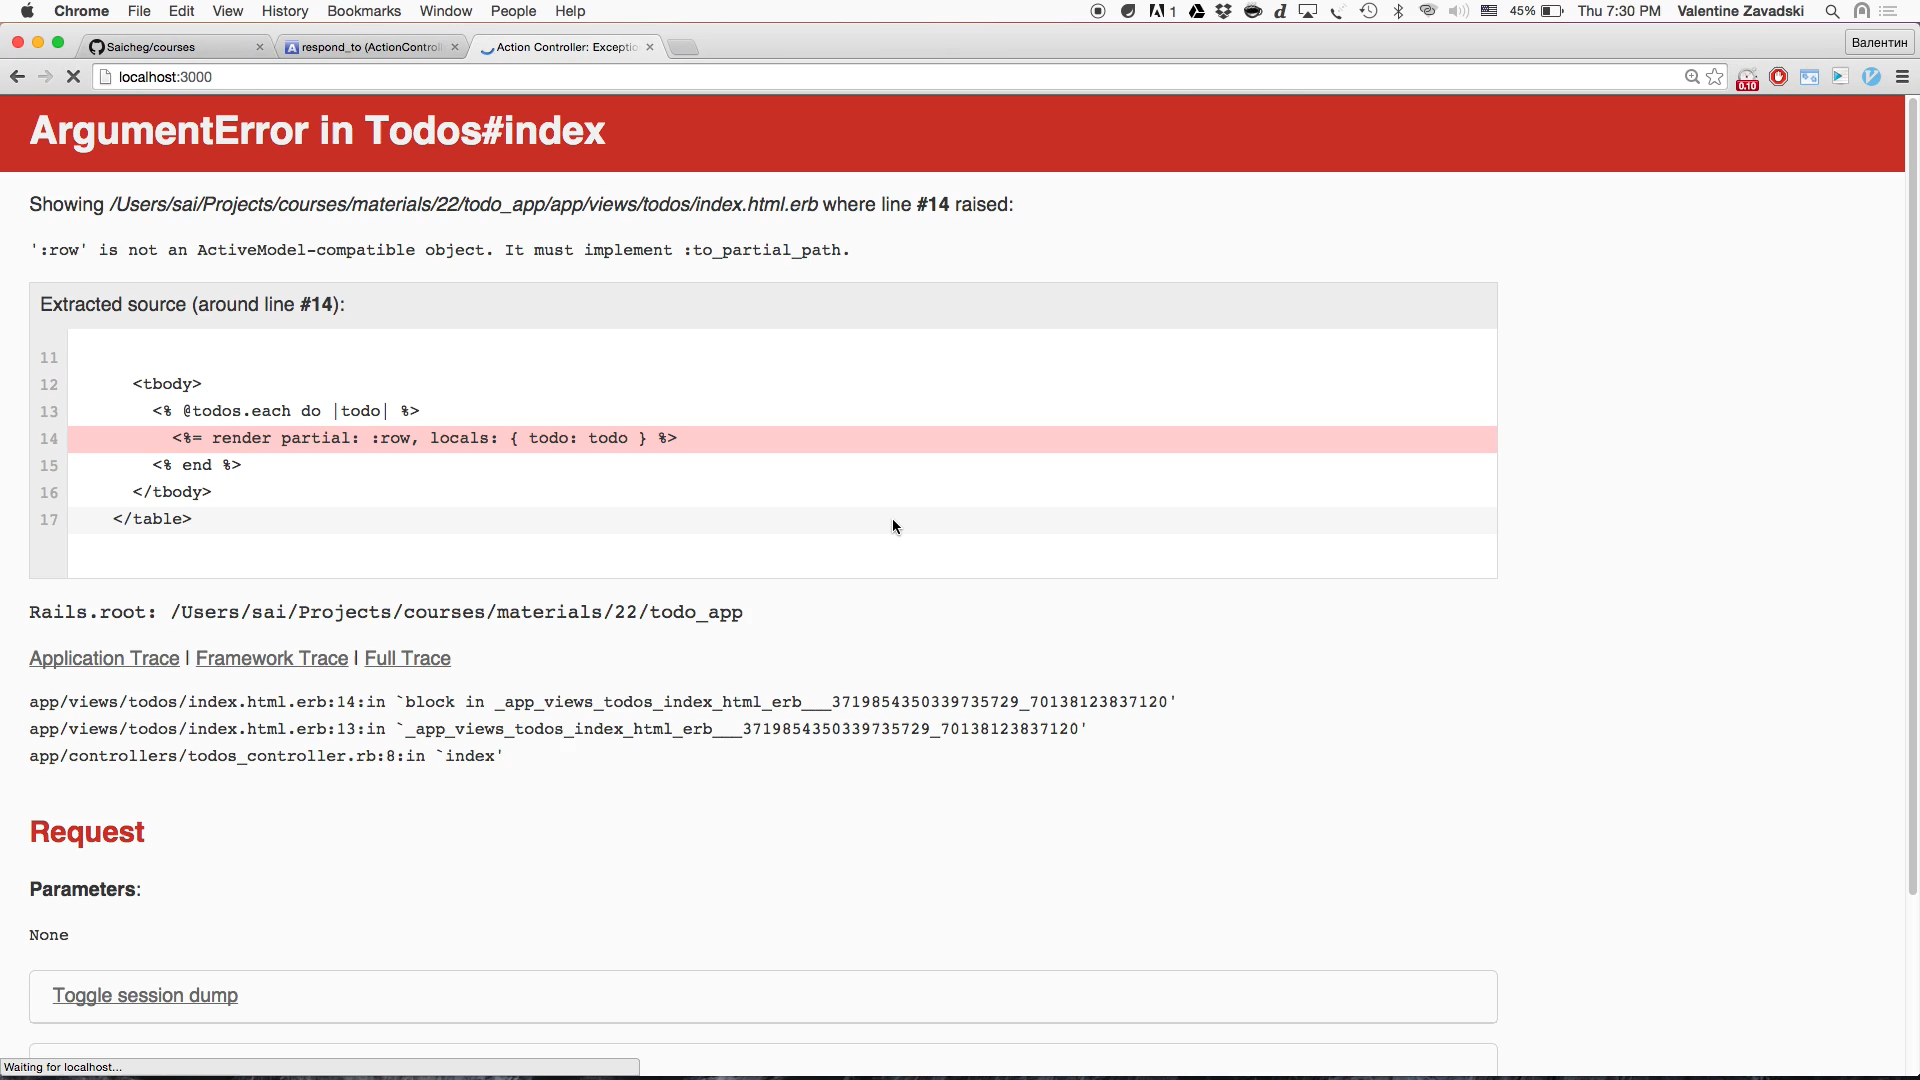 Chrome File Edit View History Bookmarks Window People Help 1 d 45% Thu 7:30 PM Valentine Zavadski
Saicheg/courses respond_to (ActionControll Action Controller: Exceptio Валентин
localhost:3000 0.10
ArgumentError in Todos#index
Showing /Users/sai/Projects/courses/materials/22/todo_app/app/views/todos/index.html.erb where line #14 raised:
':row' is not an ActiveModel-compatible object. It must implement :to_partial_path.
Extracted source (around line #14):
11
12 <tbody>
13 <% @todos.each do |todo| %>
14 <%= render partial: :row, locals: { todo: todo } %>
15 <% end %>
16 </tbody>
17 </table>
Rails.root: /Users/sai/Projects/courses/materials/22/todo_app
Application Trace | Framework Trace | Full Trace
app/views/todos/index.html.erb:14:in `block in _app_views_todos_index_html_erb___3719854350339735729_70138123837120'
app/views/todos/index.html.erb:13:in `_app_views_todos_index_html_erb___3719854350339735729_70138123837120'
app/controllers/todos_controller.rb:8:in `index'
Request
Parameters:
None
Toggle session dump
Waiting for localhost...